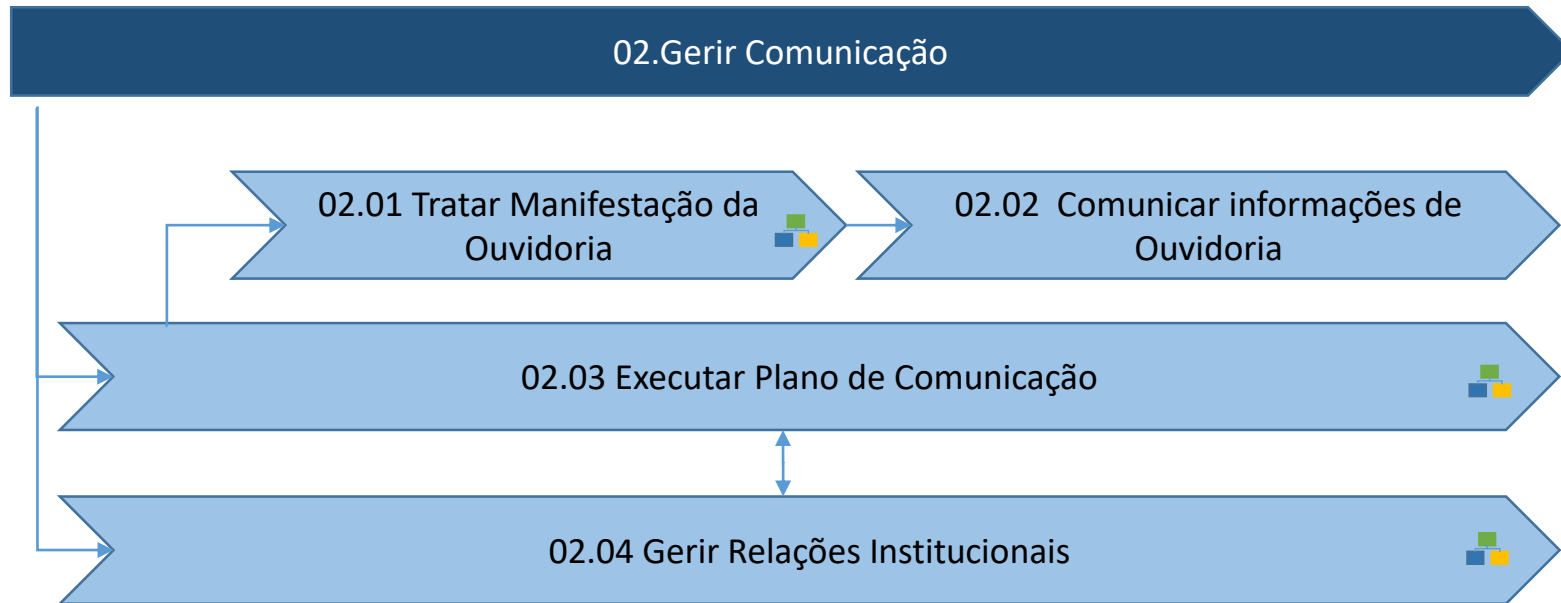 02.Gerir Comunicação
02.01 Tratar Manifestação da
Ouvidoria
02.02  Comunicar informações de
Ouvidoria
02.03 Executar Plano de Comunicação
02.04 Gerir Relações Institucionais